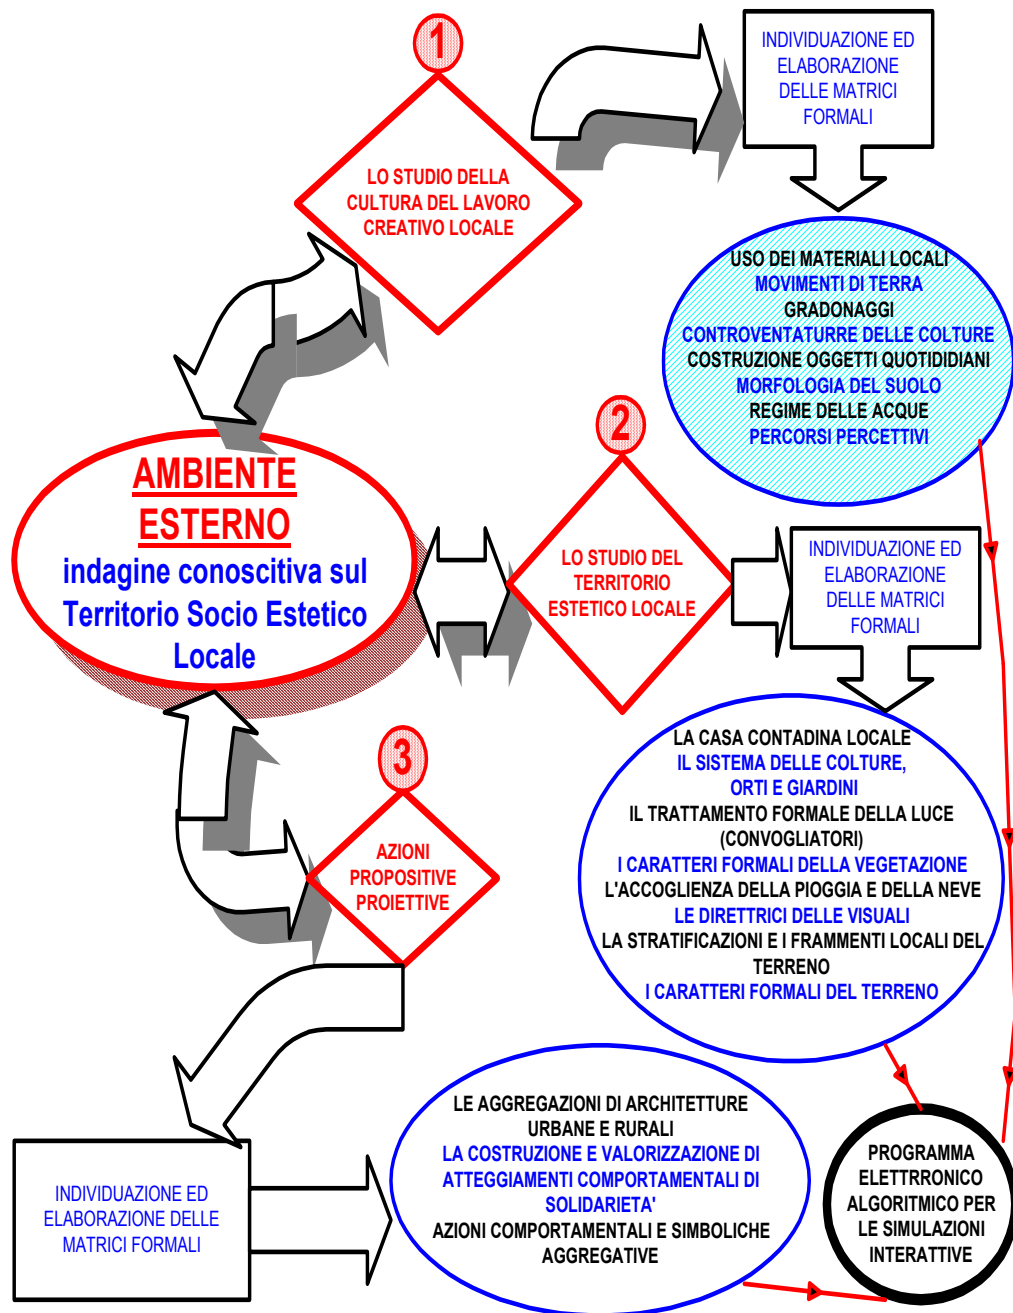 1
LO STUDIO DELLA
CULTURA DEL LAVORO
CREATIVO LOCALE
INDIVIDUAZIONE ED
ELABORAZIONE
DELLE MATRICI
FORMALI
USO DEI MATERIALI LOCALI
MOVIMENTI DI TERRA
GRADONAGGI
CONTROVENTATURRE DELLE COLTURE
COSTRUZIONE OGGETTI QUOTIDIDIANI
MORFOLOGIA DEL SUOLO
REGIME DELLE ACQUE
PERCORSI PERCETTIVI
AMBIENTE
ESTERNO
indagine conoscitiva sul
Territorio Socio Estetico
Locale
2
LO STUDIO DEL
TERRITORIO
ESTETICO LOCALE
INDIVIDUAZIONE ED
ELABORAZIONE
DELLE MATRICI
FORMALI
LA CASA CONTADINA LOCALE
IL SISTEMA DELLE COLTURE,
ORTI E GIARDINI
IL TRATTAMENTO FORMALE DELLA LUCE
(CONVOGLIATORI)
I CARATTERI FORMALI DELLA VEGETAZIONE
L'ACCOGLIENZA DELLA PIOGGIA E DELLA NEVE
LE DIRETTRICI DELLE VISUALI
LA STRATIFICAZIONI E I FRAMMENTI LOCALI DEL
TERRENO
I CARATTERI FORMALI DEL TERRENO
3
AZIONI
PROPOSITIVE
PROIETTIVE
INDIVIDUAZIONE ED
ELABORAZIONE DELLE
MATRICI FORMALI
LE AGGREGAZIONI DI ARCHITETTURE
URBANE E RURALI
LA COSTRUZIONE E VALORIZZAZIONE DI
ATTEGGIAMENTI COMPORTAMENTALI DI
SOLIDARIETA'
AZIONI COMPORTAMENTALI E SIMBOLICHE
AGGREGATIVE
PROGRAMMA
ELETTRRONICO
ALGORITMICO PER
LE SIMULAZIONI
INTERATTIVE